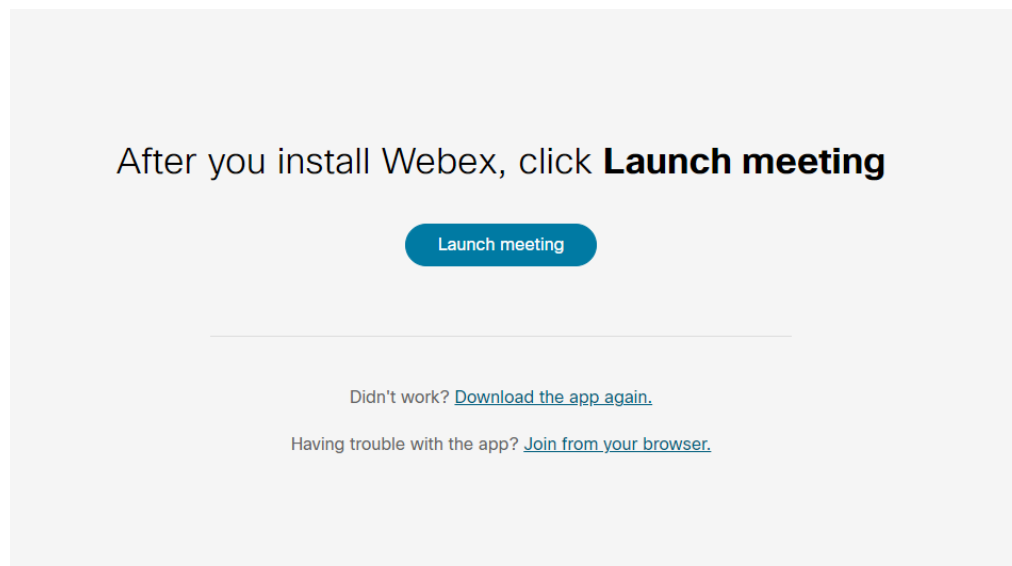 After you install Webex, click Launch meeting
Launch meeting
Didn't work? Download the app again.
Having trouble with the app? Join from your browser.